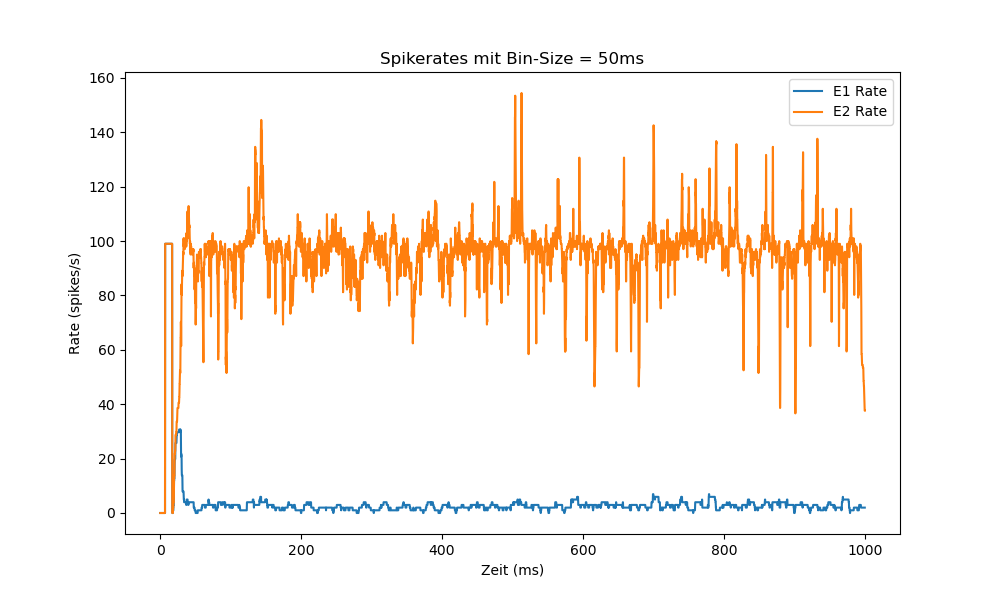 Spikerates mit Bin-Size = 50ms
E1 Rate
E2 Rate
160
140
120
100
80
60
40
20
0
Rate (spikes/s)
0 200 400 600 800 1000
Zeit (ms)